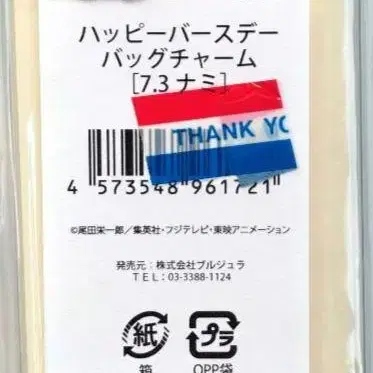 ハッピーバースデー
バッグチャーム
[7.3 ナミ]
THANK YO
4 573548 961721
©尾田栄一郎／集英社・フジテレビ・東映アニメーション
発売元：株式会社ブルジュラ
TEL：03-3388-1124
紙 プラ
箱 OPP袋